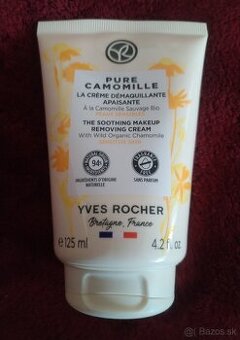 PURE
CAMOMILLE
LA CRÈME DÉMAQUILLANTE
APAISANTE
À la Camomille Sauvage Bio
PEAUX SENSIBLES
THE SOOTHING MAKEUP
REMOVING CREAM
With Wild Organic Chamomile
SENSITIVE SKIN
94%
INGRÉDIENTS D'ORIGINE
NATURELLE
SANS PARFUM
YVES ROCHER
Bretagne, France
e 125 ml
4.2 fl.oz.
bazos.sk